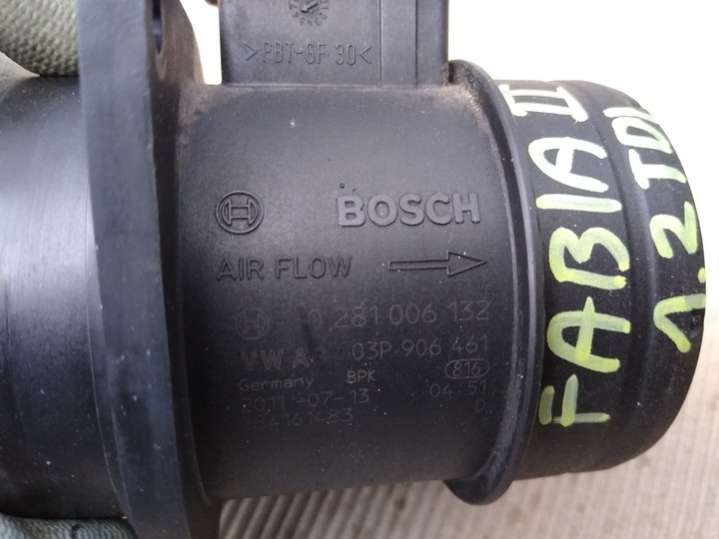 >PBT-GF 30<
BOSCH
AIR FLOW
0 281 006 132
VW A 03P 906 461
Germany BPK 816
2011-07-13 04 51
D
FABIA II
1.2 TDI